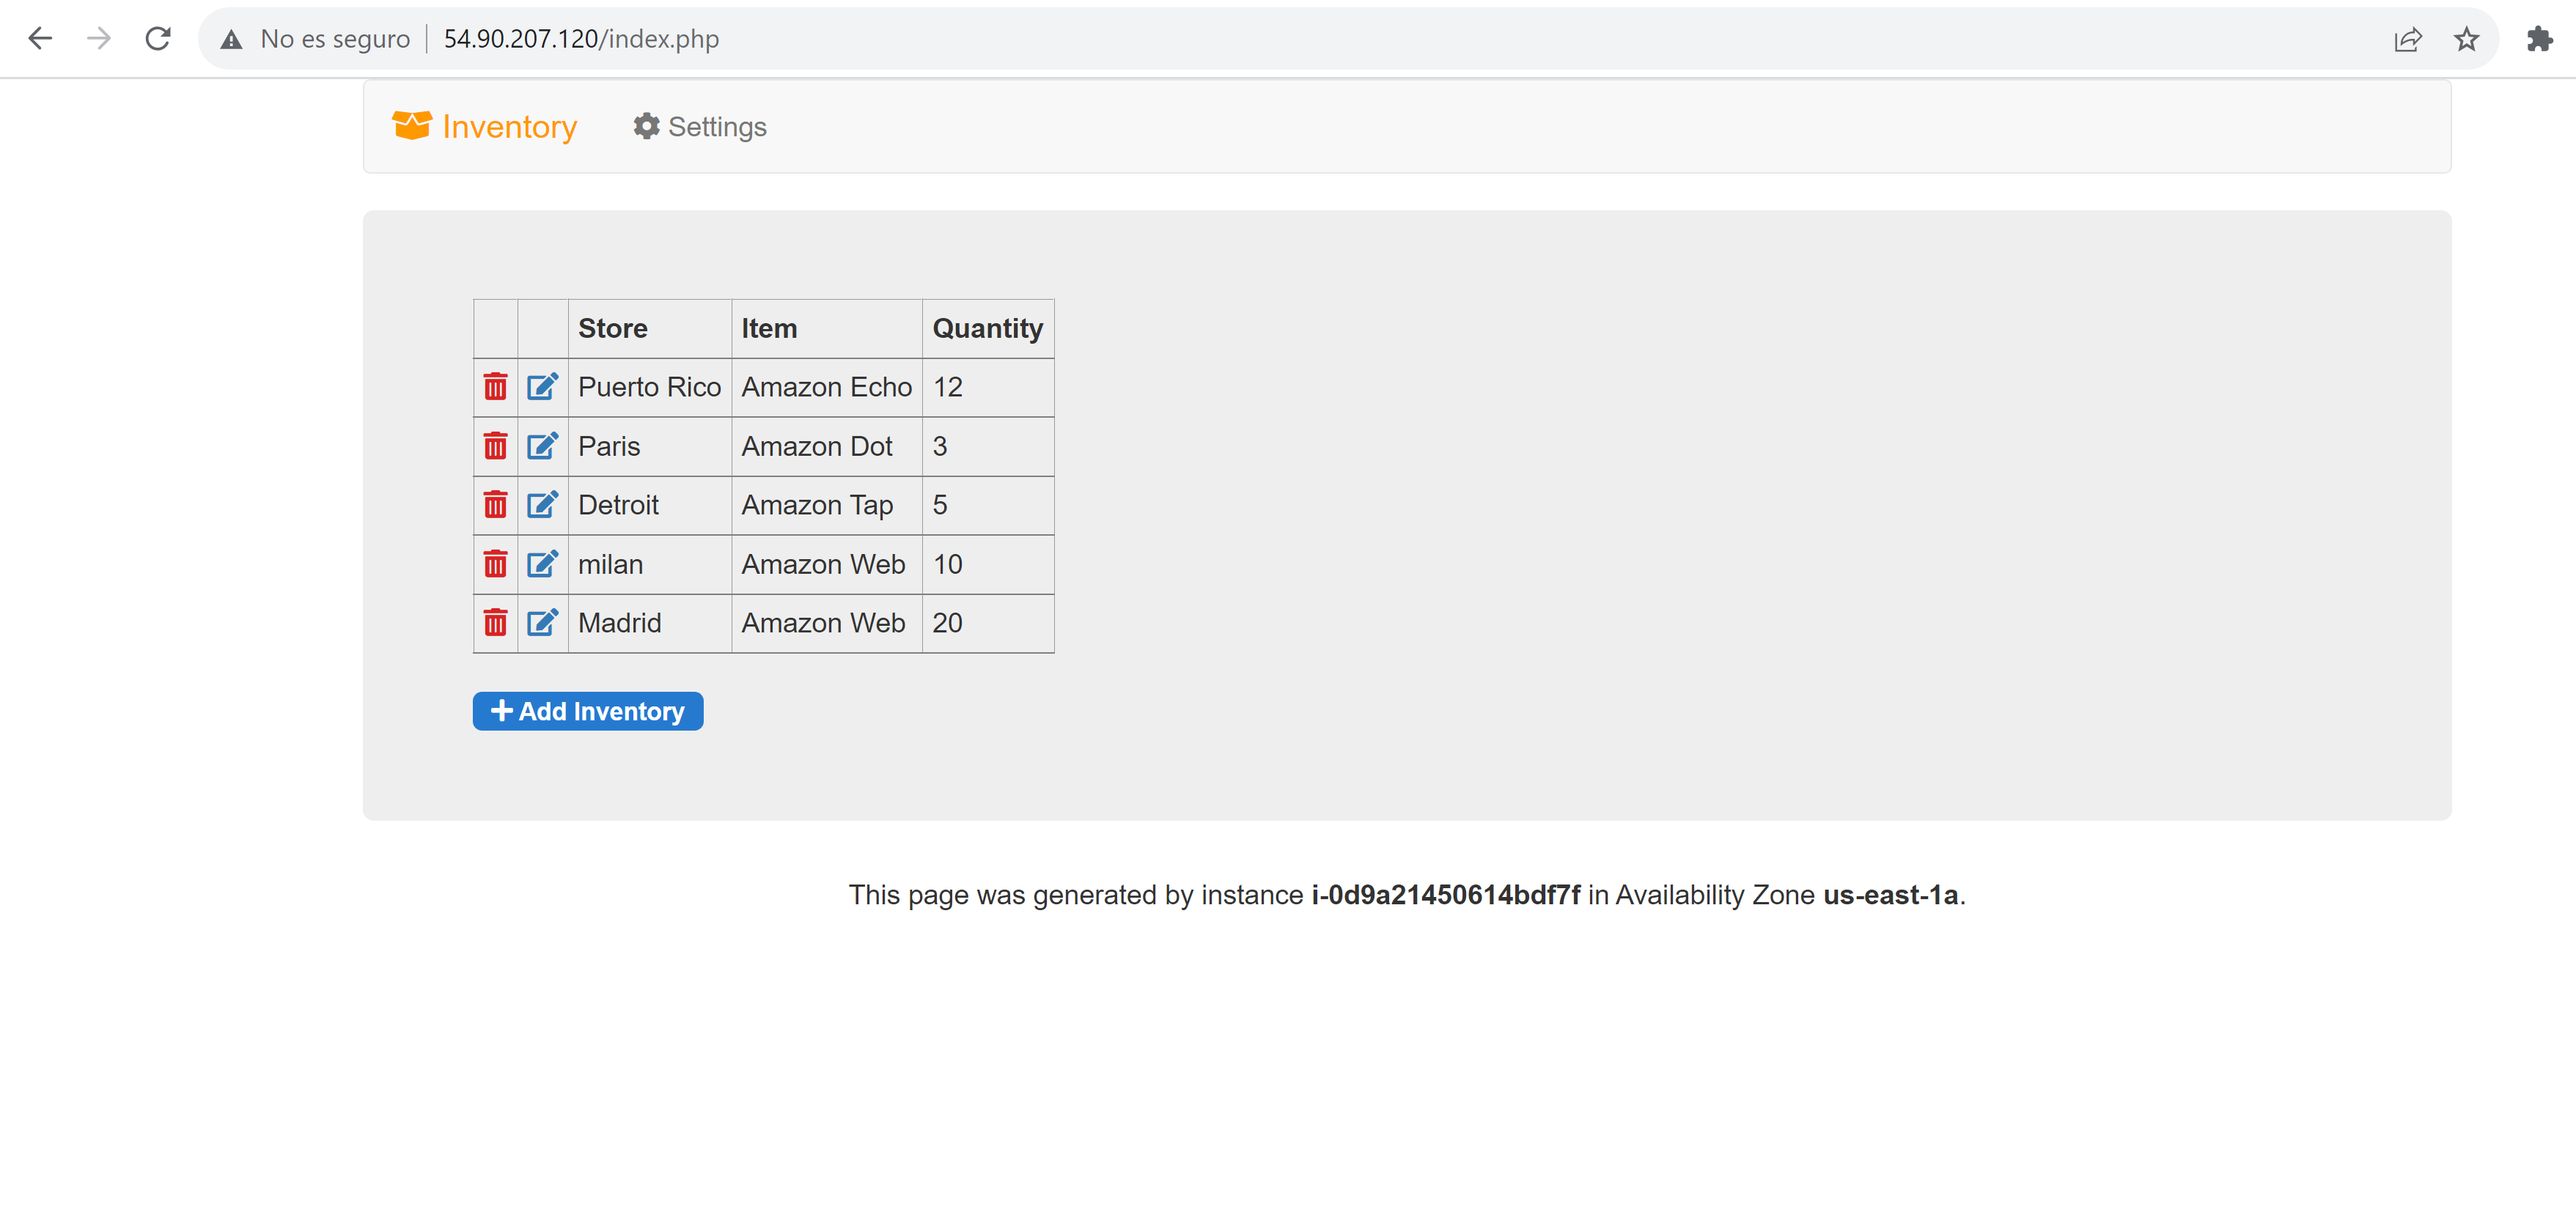 No es seguro 54.90.207.120/index.php
Inventory Settings
Store Item Quantity
Puerto Rico Amazon Echo 12
Paris Amazon Dot 3
Detroit Amazon Tap 5
milan Amazon Web 10
Madrid Amazon Web 20
Add Inventory
This page was generated by instance i-0d9a21450614bdf7f in Availability Zone us-east-1a.